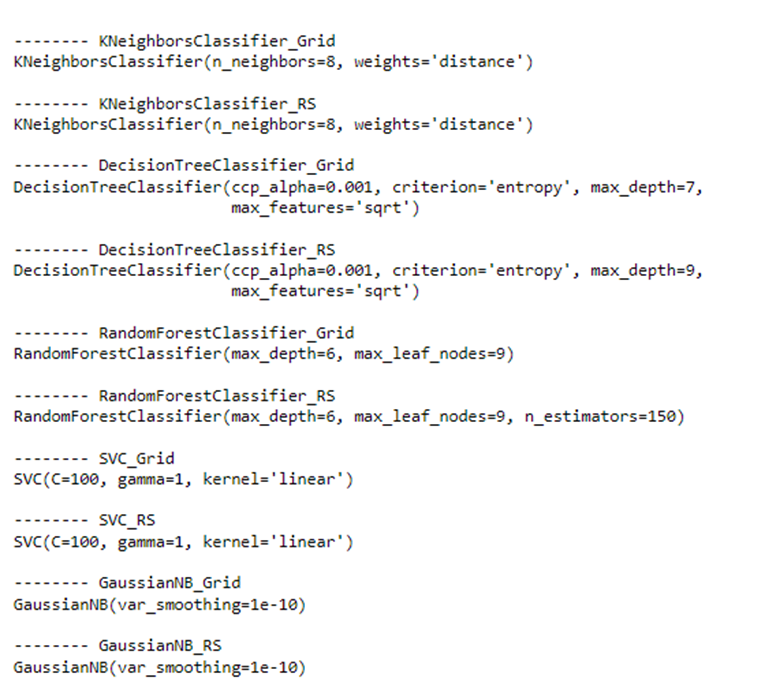 -------- KNeighborsClassifier_Grid
KNeighborsClassifier(n_neighbors=8, weights='distance')
-------- KNeighborsClassifier_RS
KNeighborsClassifier(n_neighbors=8, weights='distance')
-------- DecisionTreeClassifier_Grid
DecisionTreeClassifier(ccp_alpha=0.001, criterion='entropy', max_depth=7,
max_features='sqrt')
-------- DecisionTreeClassifier_RS
DecisionTreeClassifier(ccp_alpha=0.001, criterion='entropy', max_depth=9,
max_features='sqrt')
-------- RandomForestClassifier_Grid
RandomForestClassifier(max_depth=6, max_leaf_nodes=9)
-------- RandomForestClassifier_RS
RandomForestClassifier(max_depth=6, max_leaf_nodes=9, n_estimators=150)
-------- SVC_Grid
SVC(C=100, gamma=1, kernel='linear')
-------- SVC_RS
SVC(C=100, gamma=1, kernel='linear')
-------- GaussianNB_Grid
GaussianNB(var_smoothing=1e-10)
-------- GaussianNB_RS
GaussianNB(var_smoothing=1e-10)